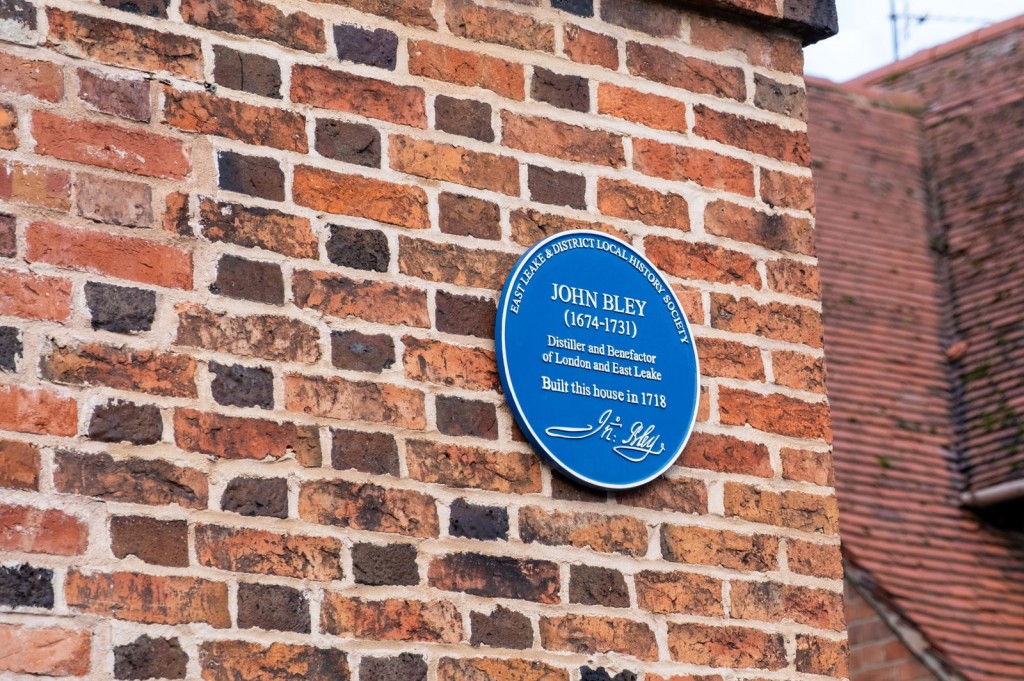 EAST LEAKE & DISTRICT LOCAL HISTORY SOCIETY
JOHN BLEY
(1674-1731)
Distiller and Benefactor
of London and East Leake
Built this house in 1718
Jno: Bley